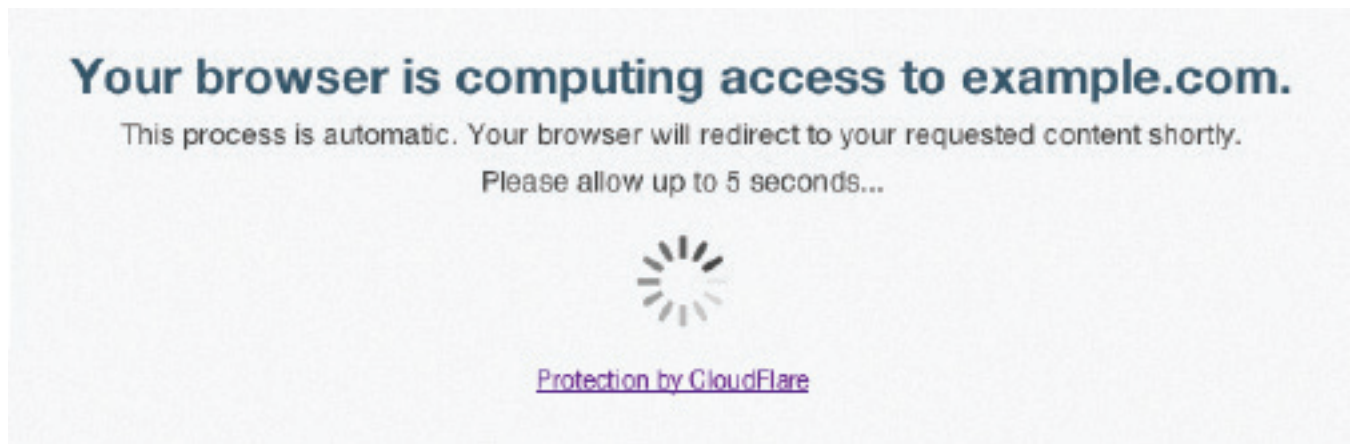 Your browser is computing access to example.com.
This process is automatic. Your browser will redirect to your requested content shortly.
Please allow up to 5 seconds...
Protection by CloudFlare